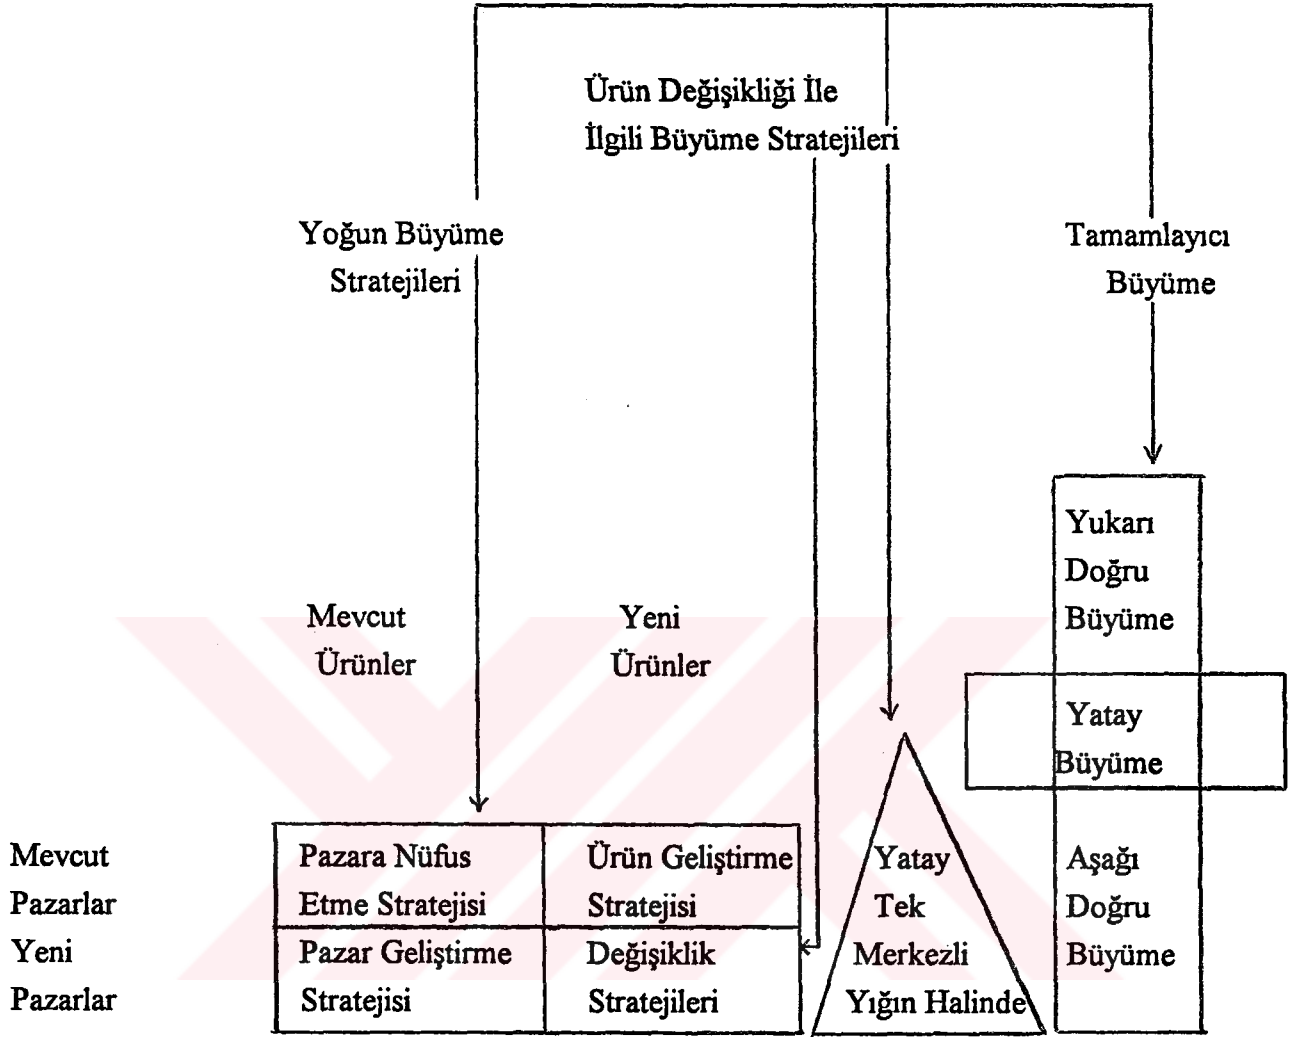 Ürün Değişikliği İle
İlgili Büyüme Stratejileri
Yoğun Büyüme
Stratejileri
Tamamlayıcı
Büyüme
Mevcut
Ürünler
Yeni
Ürünler
Mevcut
Pazarlar
Yeni
Pazarlar
Pazara Nüfus
Etme Stratejisi
Ürün Geliştirme
Stratejisi
Pazar Geliştirme
Stratejisi
Değişiklik
Stratejileri
Yatay
Tek
Merkezli
Yığın Halinde
Yukarı
Doğru
Büyüme
Yatay
Büyüme
Aşağı
Doğru
Büyüme